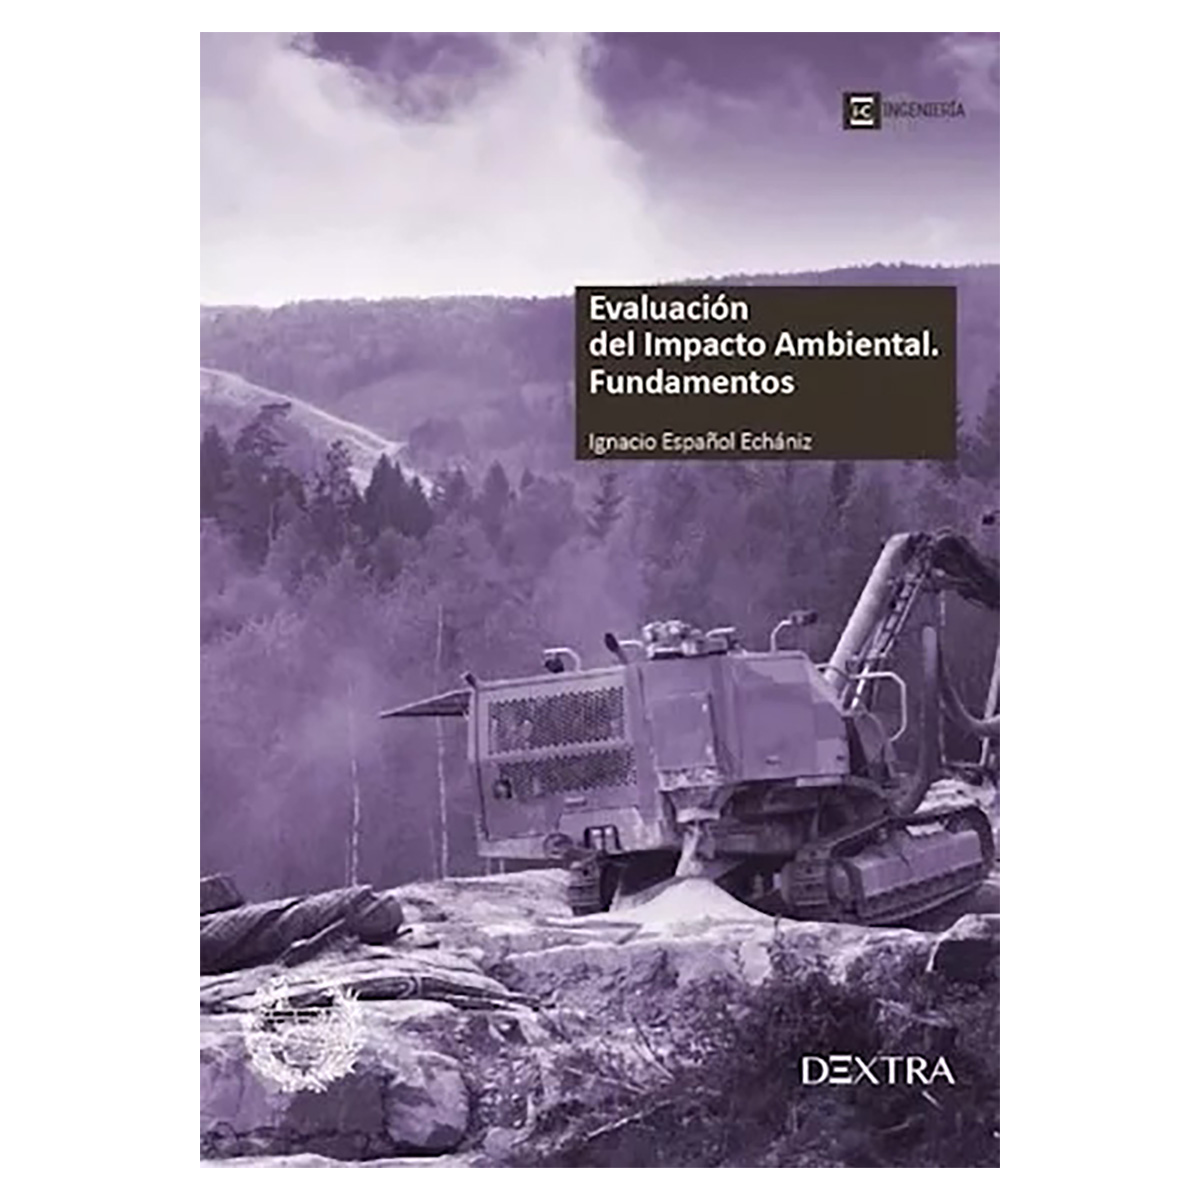 i-C INGENIERÍA
Evaluación
del Impacto Ambiental.
Fundamentos
Ignacio Español Echániz
DEXTRA